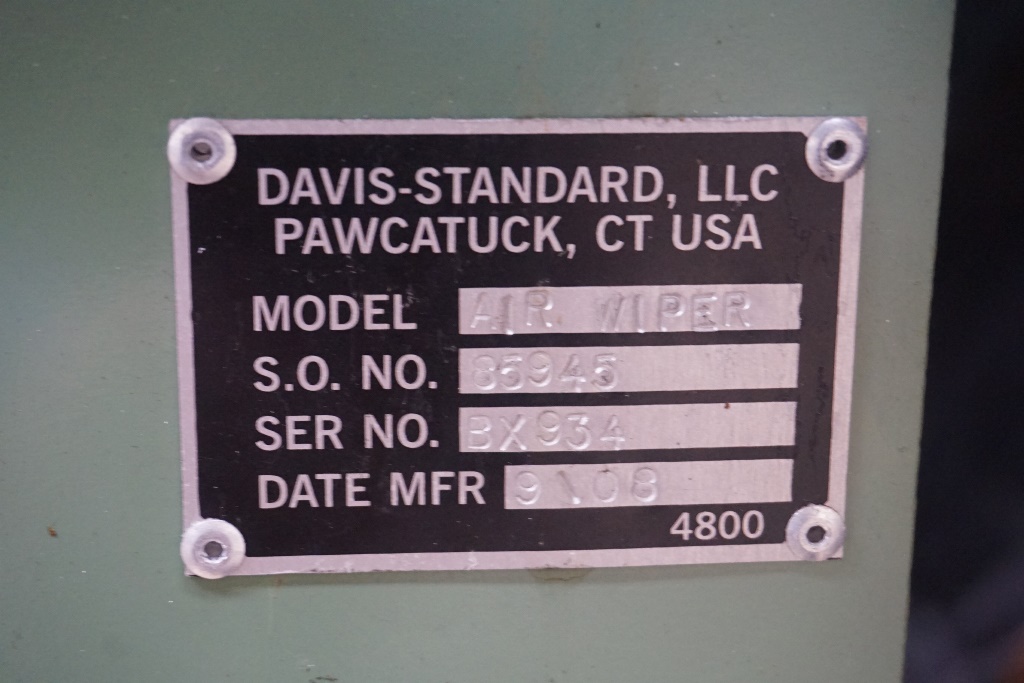 DAVIS-STANDARD, LLC
PAWCATUCK, CT USA
MODEL AIR WIPER
S.O. NO. 85945
SER NO. BX934
DATE MFR 9\08
4800